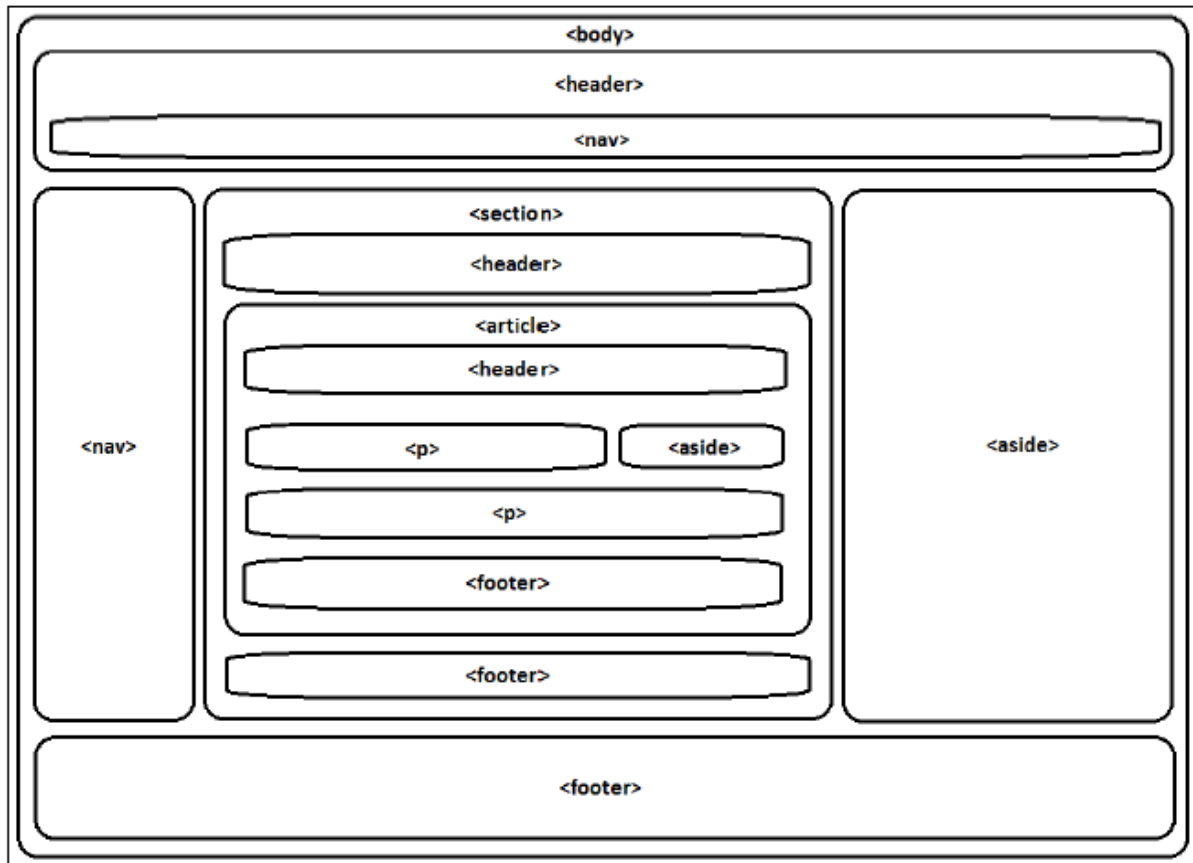 <body>
<header>
<nav>
<nav>
<section>
<header>
<article>
<header>
<p>
<aside>
<p>
<footer>
<footer>
<aside>
<footer>